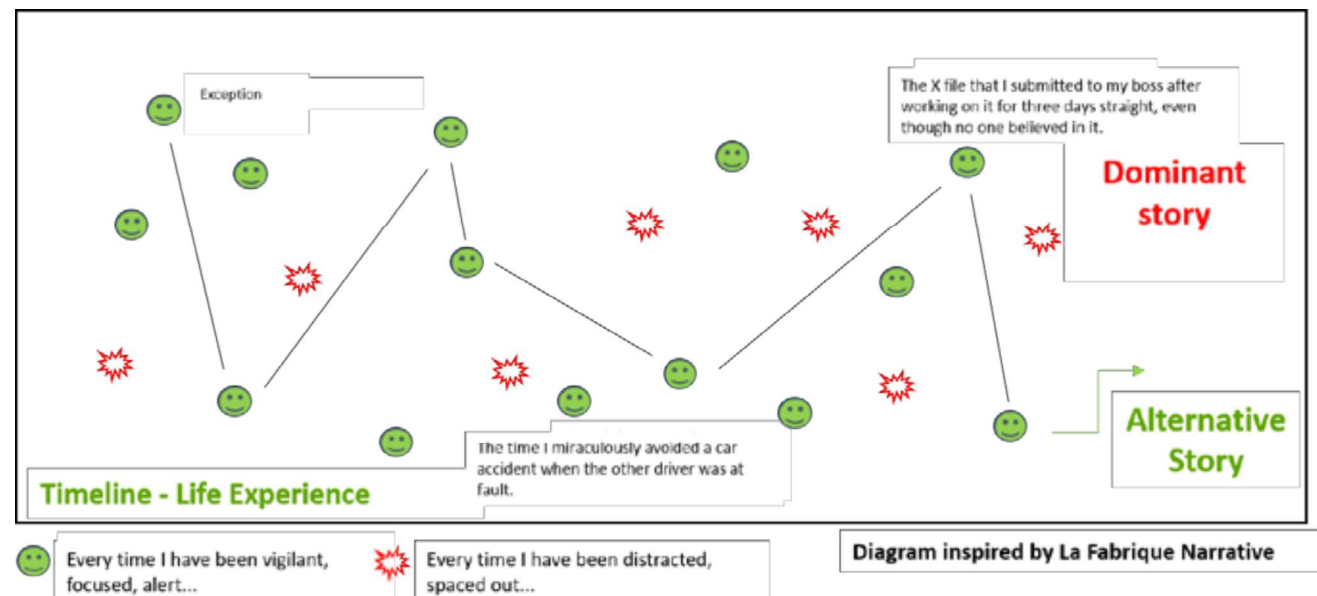 Exception
The X file that I submitted to my boss after
working on it for three days straight, even
though no one believed in it.
Dominant
story
Alternative
Story
The time I miraculously avoided a car
accident when the other driver was at
fault.
Timeline - Life Experience
Every time I have been vigilant,
focused, alert...
Every time I have been distracted,
spaced out...
Diagram inspired by La Fabrique Narrative